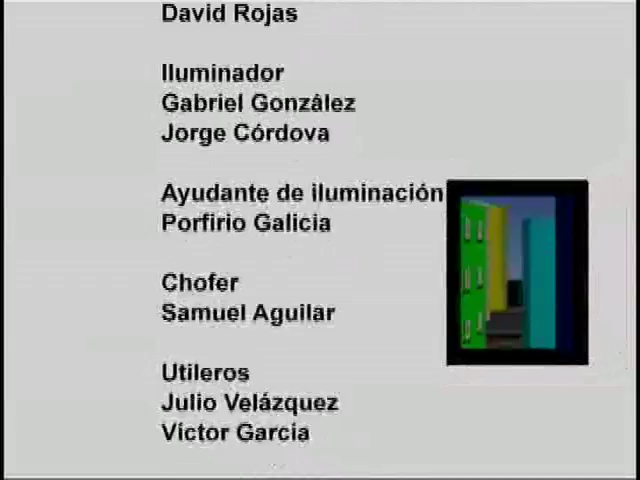 David Rojas
Iluminador
Gabriel González
Jorge Córdova
Ayudante de iluminación
Porfirio Galicia
Chofer
Samuel Aguilar
Utileros
Julio Velázquez
Víctor García